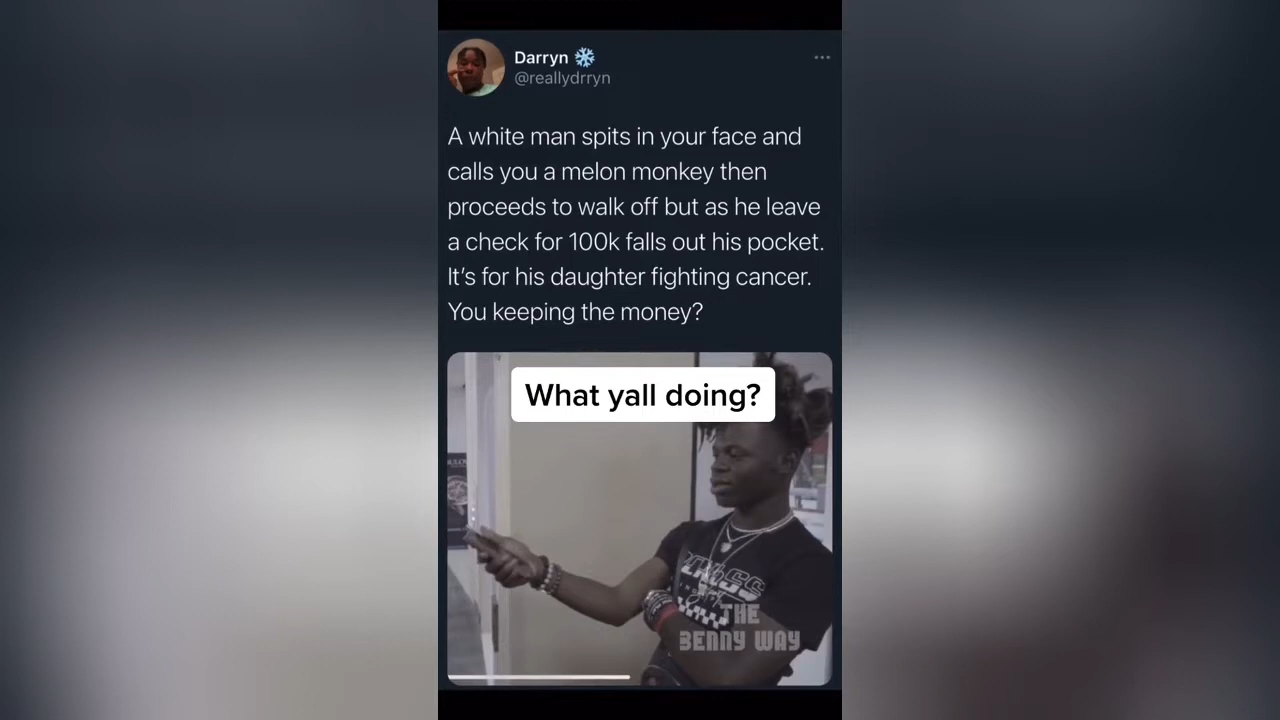 Darryn ❄️
@reallydrryn
A white man spits in your face and
calls you a melon monkey then
proceeds to walk off but as he leave
a check for 100k falls out his pocket.
It's for his daughter fighting cancer.
You keeping the money?
What yall doing?
THE
BENNY WAY